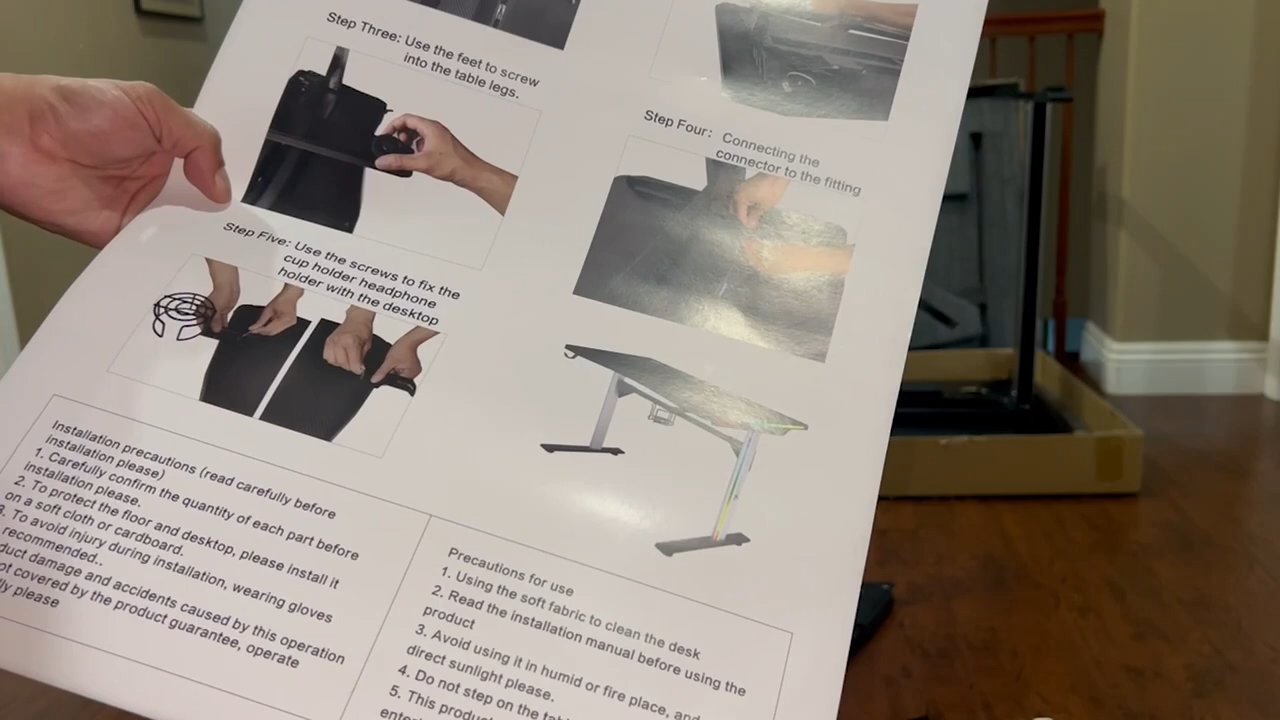 Step Three: Use the feet to screw
into the table legs.
Step Four: Connecting the
connector to the fitting
Step Five: Use the screws to fix the
cup holder headphone
holder with the desktop
Installation precautions (read carefully before
installation please)
1. Carefully confirm the quantity of each part before
installation please.
2. To protect the floor and desktop, please install it
on a soft cloth or cardboard.
3. To avoid injury during installation, wearing gloves
recommended..
damage and accidents caused by this operation
covered by the product guarantee, operate
please
Precautions for use
1. Using the soft fabric to clean the desk
2. Read the installation manual before using the
product
3. Avoid using it in humid or fire place, and
direct sunlight please.
4. Do not step on the
5. This